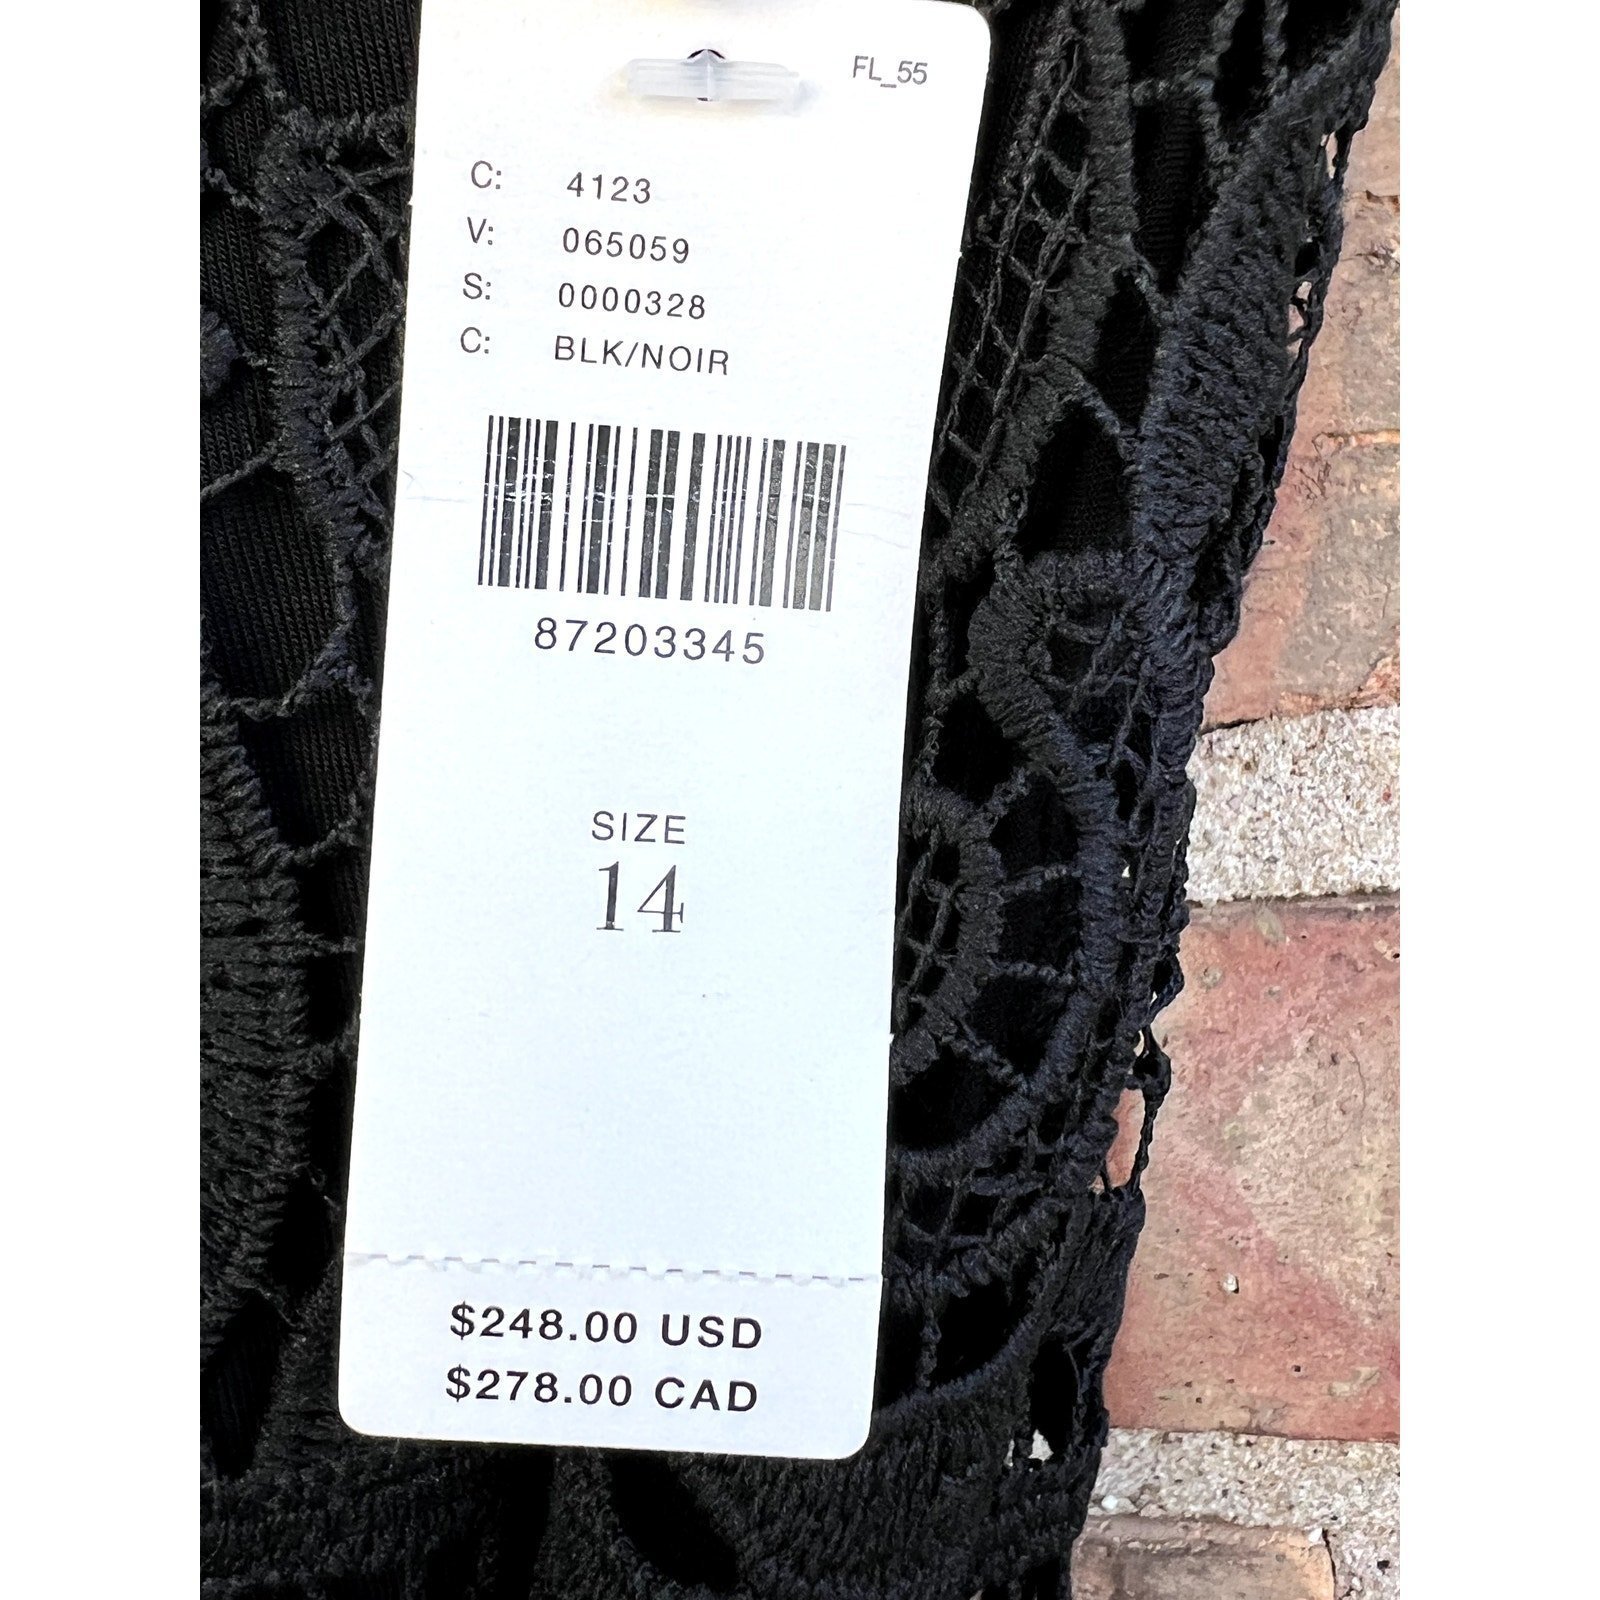 FL_55
C: 4123
V: 065059
S: 0000328
C: BLK/NOIR
87203345
SIZE
14
$248.00 USD
$278.00 CAD